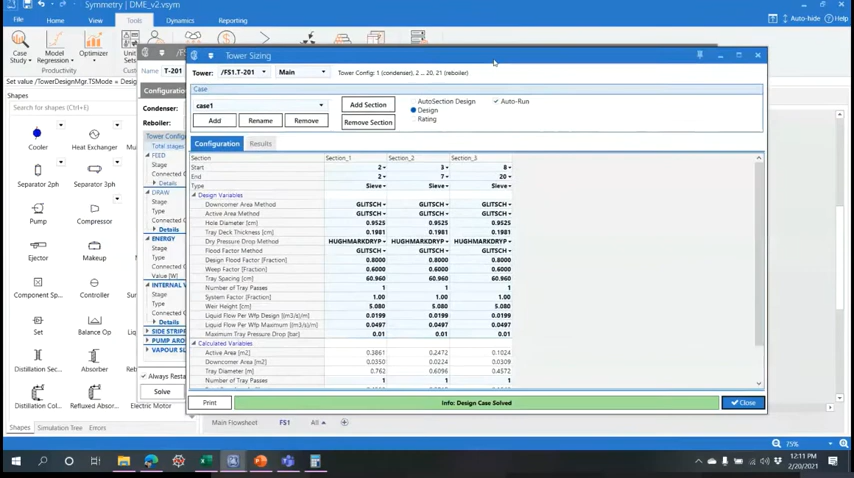 Symmetry | DME_v2.vsym
File
Home
View
Tools
Dynamics
Reporting
Auto-hide
Case
Study
Model
Regression
Optimizer
Unit
Sets
Productivity
Set value /TowerDesignMgr.TSMode = Design
Shapes
Search for shapes (Ctrl+E)
Cooler
Heat Exchanger
Separator 2ph
Separator 3ph
Pump
Compressor
Ejector
Makeup
Component Sp...
Controller
Set
Balance Op
Distillation Sec...
Absorber
Distillation Col...
Refluxed Absor...
Electric Motor
Shapes
Simulation Tree
Errors
Name
T-201
Configuration
Condenser:
Reboiler:
Tower Config
Total stages
FEED
Stage
Connected C
Details
DRAW
Stage
Type
Connected C
Details
ENERGY
Stage
Connected C
Value [W]
INTERNAL V
Stage
Type
Connected C
Details
SIDE STRIPP
PUMP AROU
VAPOUR SU
Always Resta
Solve
Tower Sizing
Tower:
/FS1.T-201
Main
Tower Config: 1 (condenser), 2 ... 20, 21 (reboiler)
Case
case1
Add
Rename
Remove
Add Section
Remove Section
AutoSection Design
Design
Rating
Auto-Run
Configuration
Results
Section Section_1 Section_2 Section_3
Start 2 3 8
End 2 7 20
Type Sieve Sieve Sieve
Design Variables
Downcomer Area Method GLITSCH GLITSCH GLITSCH
Active Area Method GLITSCH GLITSCH GLITSCH
Hole Diameter [cm] 0.9525 0.9525 0.9525
Tray Deck Thickness [cm] 0.1981 0.1981 0.1981
Dry Pressure Drop Method HUGHMARKDRYP HUGHMARKDRYP HUGHMARKDRYP
Flood Factor Method GLITSCH GLITSCH GLITSCH
Design Flood Factor [Fraction] 0.8000 0.8000 0.8000
Weep Factor [Fraction] 0.6000 0.6000 0.6000
Tray Spacing [cm] 60.960 60.960 60.960
Number of Tray Passes 1 1 1
System Factor [Fraction] 1.00 1.00 1.00
Weir Height [cm] 5.080 5.080 5.080
Liquid Flow Per Wfp Design [(m3/s)/m] 0.0199 0.0199 0.0199
Liquid Flow Per Wfp Maximum [(m3/s)/m] 0.0497 0.0497 0.0497
Maximum Tray Pressure Drop [bar] 0.01 0.01 0.01
Calculated Variables
Active Area [m2] 0.3861 0.2472 0.1024
Downcomer Area [m2] 0.0350 0.0224 0.0309
Tray Diameter [m] 0.762 0.6096 0.4572
Number of Tray Passes 1 1 1
Print
Info: Design Case Solved
Close
Main Flowsheet
FS1
All
75%
12:11 PM
2/20/2021